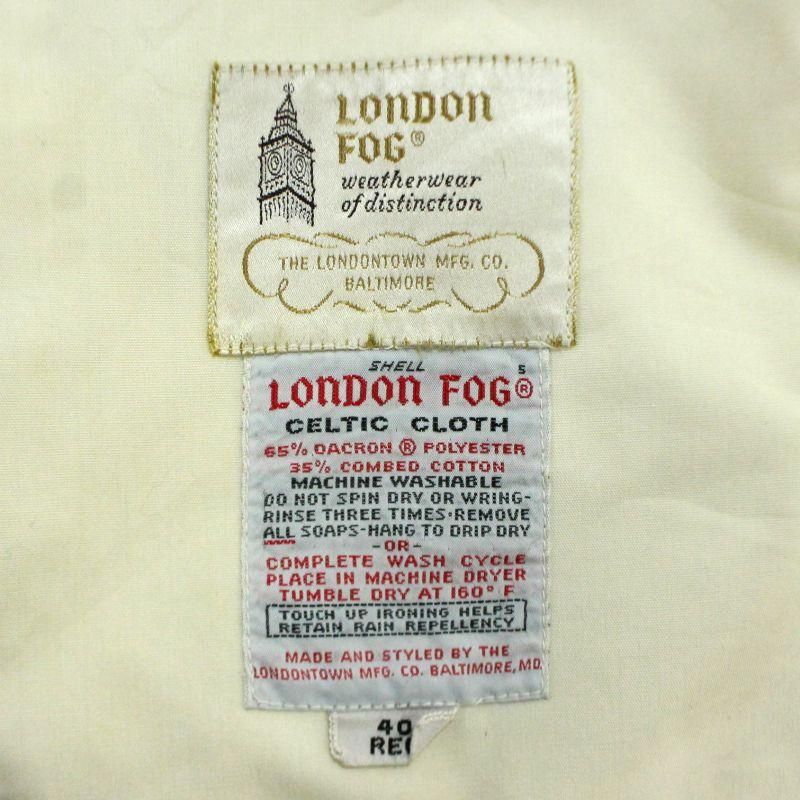 LONDON
FOG®
weatherwear
of distinction
THE LONDONTOWN MFG. CO.
BALTIMORE
SHELL S
LONDON FOG®
CELTIC CLOTH
65% DACRON ® POLYESTER
35% COMBED COTTON
MACHINE WASHABLE
DO NOT SPIN DRY OR WRING-
RINSE THREE TIMES·REMOVE
ALL SOAPS-HANG TO DRIP DRY
-OR-
COMPLETE WASH CYCLE
PLACE IN MACHINE DRYER
TUMBLE DRY AT 160° F
TOUCH UP IRONING HELPS
RETAIN RAIN REPELLENCY
MADE AND STYLED BY THE
LONDONTOWN MFG. CO. BALTIMORE, MD.
40